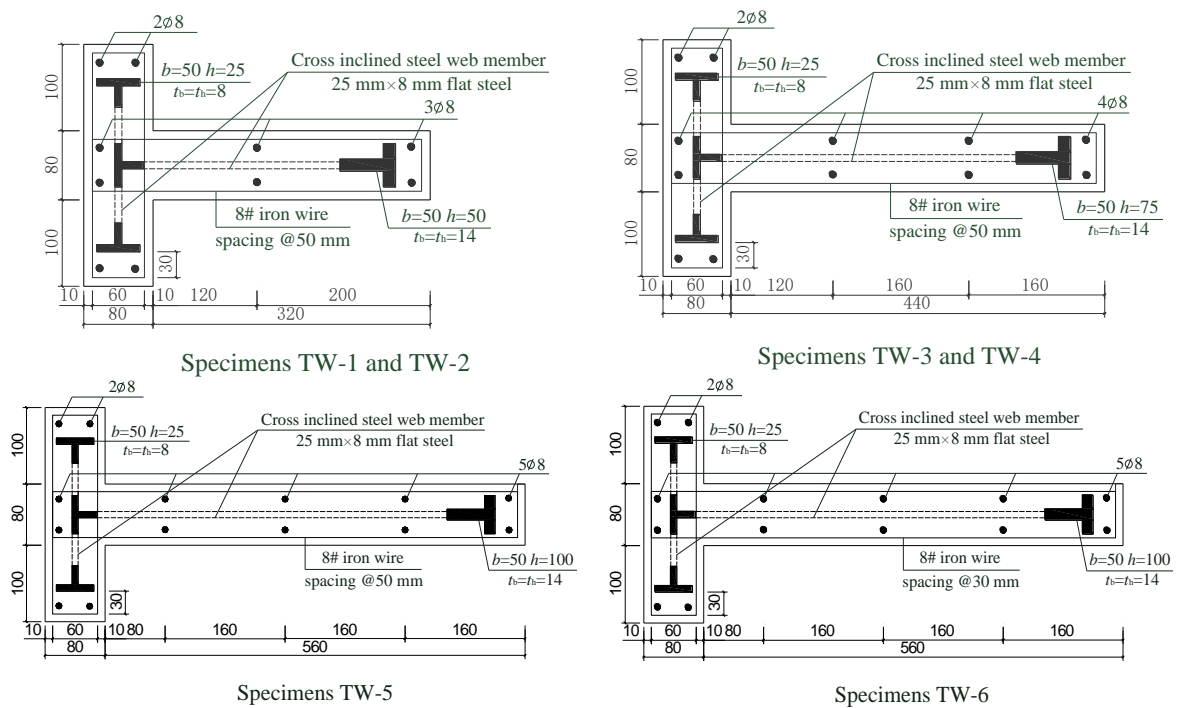 2ø8
b=50 h=25
tb=th=8
Cross inclined steel web member
25 mm×8 mm flat steel
3ø8
100
80
100
8# iron wire
spacing @50 mm
b=50 h=50
tb=th=14
30
10 60 10 120 200
80 320
Specimens TW-1 and TW-2
2ø8
b=50 h=25
tb=th=8
Cross inclined steel web member
25 mm×8 mm flat steel
4ø8
100
80
100
8# iron wire
spacing @50 mm
b=50 h=75
tb=th=14
30
10 60 10 120 160 160
80 440
Specimens TW-3 and TW-4
2ø8
b=50 h=25
tb=th=8
Cross inclined steel web member
25 mm×8 mm flat steel
5ø8
100
80
100
8# iron wire
spacing @50 mm
b=50 h=100
tb=th=14
30
10 60 10 80 160 160 160
80 560
Specimens TW-5
2ø8
b=50 h=25
tb=th=8
Cross inclined steel web member
25 mm×8 mm flat steel
5ø8
100
80
100
8# iron wire
spacing @30 mm
b=50 h=100
tb=th=14
30
10 60 10 80 160 160 160
80 560
Specimens TW-6